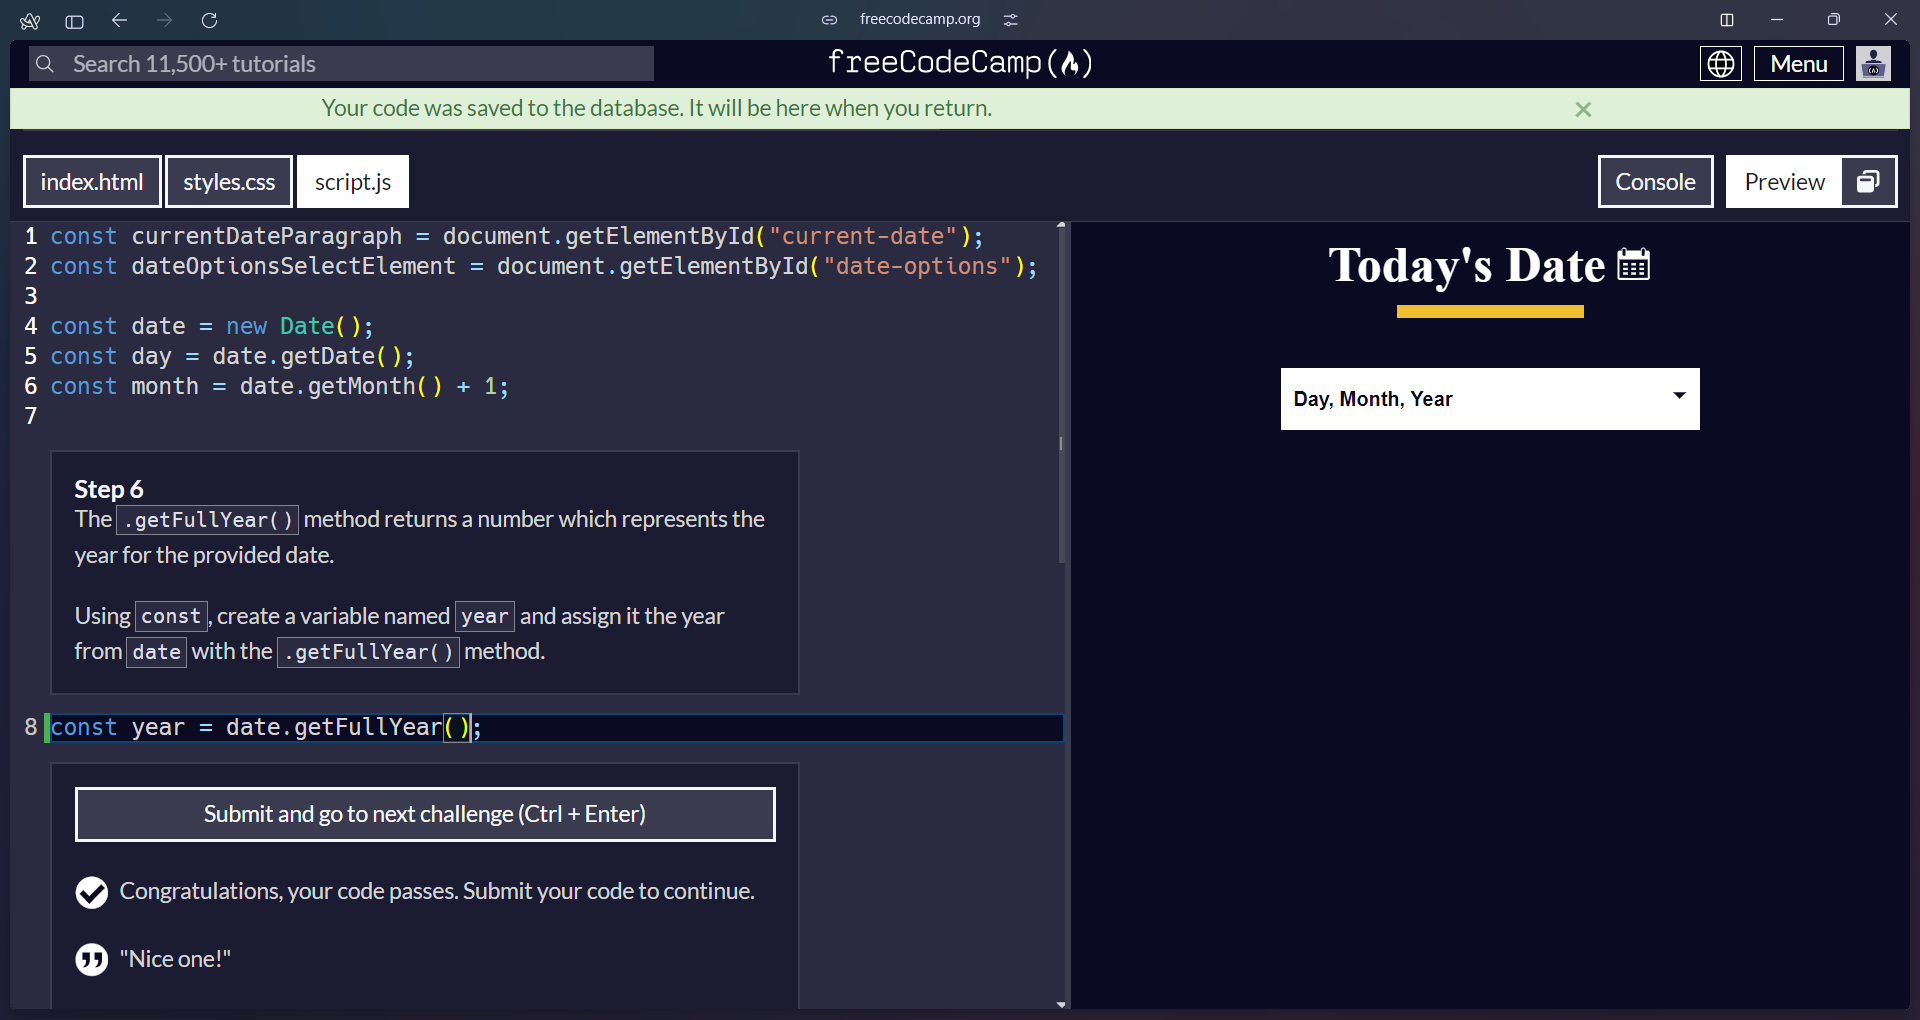 freecodecamp.org
Search 11,500+ tutorials
freeCodeCamp
Menu
Your code was saved to the database. It will be here when you return.
index.html
styles.css
script.js
Console
Preview
1 const currentDateParagraph = document.getElementById("current-date");
2 const dateOptionsSelectElement = document.getElementById("date-options");
3
4 const date = new Date();
5 const day = date.getDate();
6 const month = date.getMonth() + 1;
7
Step 6
The .getFullYear() method returns a number which represents the
year for the provided date.
Using const, create a variable named year and assign it the year
from date with the .getFullYear() method.
8 const year = date.getFullYear();
Submit and go to next challenge (Ctrl + Enter)
Congratulations, your code passes. Submit your code to continue.
"Nice one!"
Today's Date
Day, Month, Year